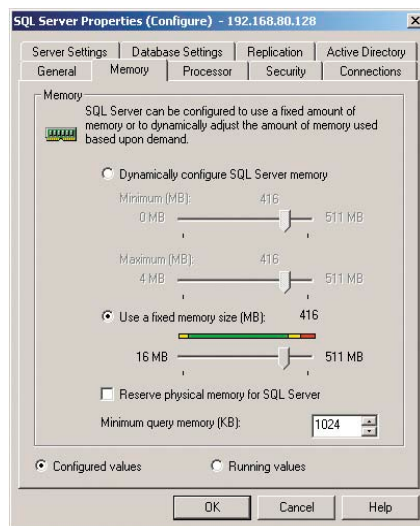 SQL Server Properties (Configure) - 192.168.80.128
Server Settings Database Settings Replication Active Directory
General Memory Processor Security Connections
Memory
SQL Server can be configured to use a fixed amount of
memory or to dynamically adjust the amount of memory used
based upon demand.
Dynamically configure SQL Server memory
Minimum (MB): 416
0 MB 511 MB
Maximum (MB): 416
4 MB 511 MB
Use a fixed memory size (MB): 416
16 MB 511 MB
Reserve physical memory for SQL Server
Minimum query memory (KB): 1024
Configured values Running values
OK Cancel Help